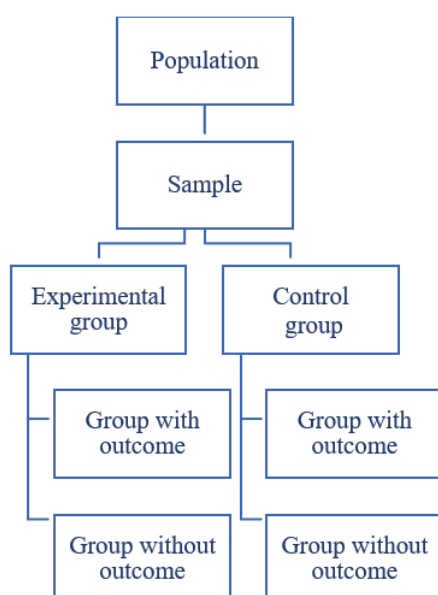 Population
Sample
Experimental
group
Control
group
Group with
outcome
Group with
outcome
Group without
outcome
Group without
outcome